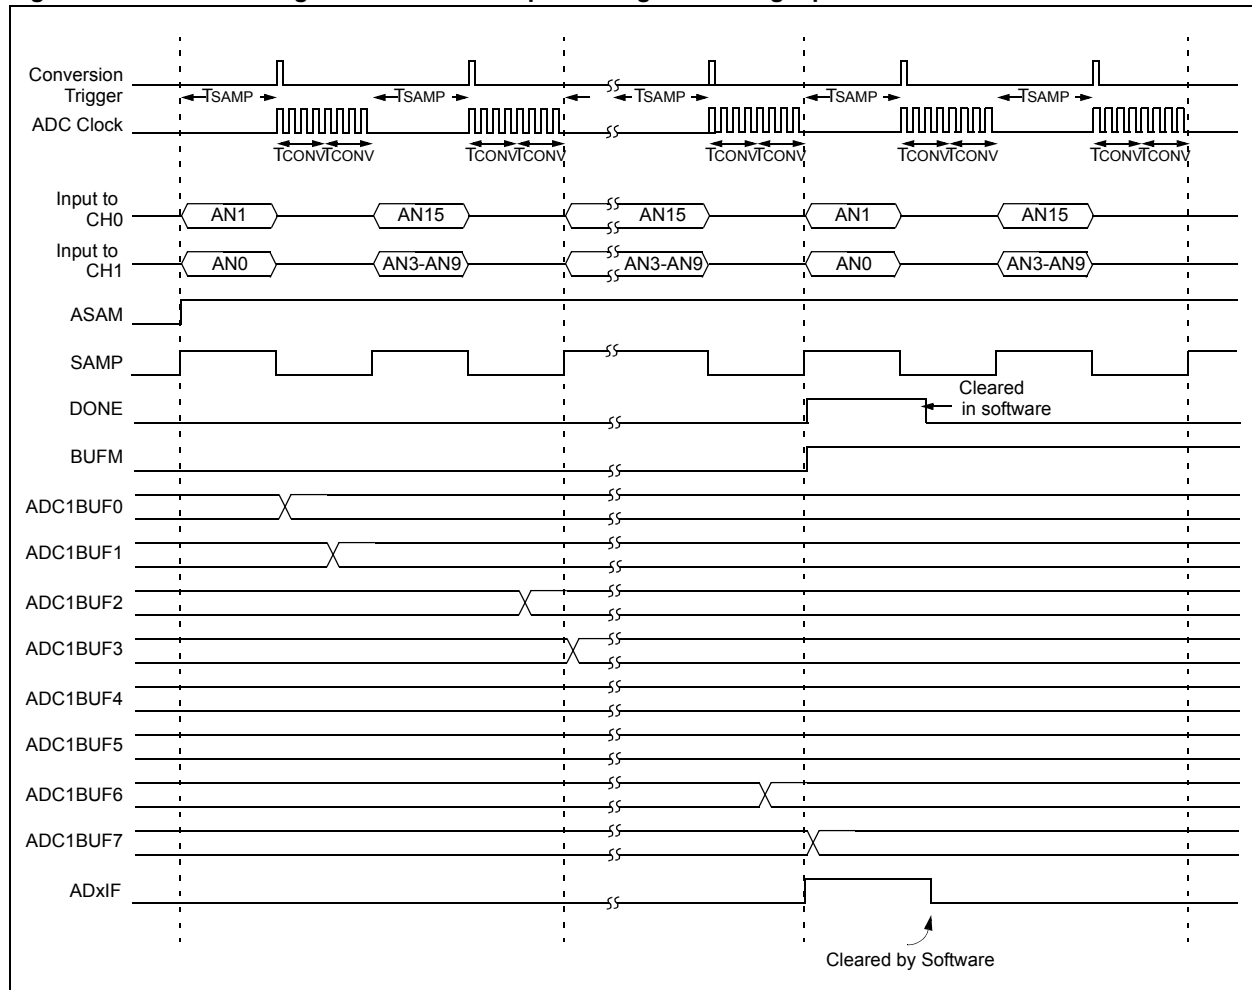 Conversion
Trigger
TSAMP TSAMP TSAMP TSAMP TSAMP
ADC Clock
TCONV TCONV TCONV TCONV TCONV TCONV TCONV TCONV TCONV TCONV
Input to
CH0
AN1 AN15 AN15 AN1 AN15
Input to
CH1
AN0 AN3-AN9 AN3-AN9 AN0 AN3-AN9
ASAM
SAMP
DONE
Cleared
in software
BUFM
ADC1BUF0
ADC1BUF1
ADC1BUF2
ADC1BUF3
ADC1BUF4
ADC1BUF5
ADC1BUF6
ADC1BUF7
ADxIF
Cleared by Software